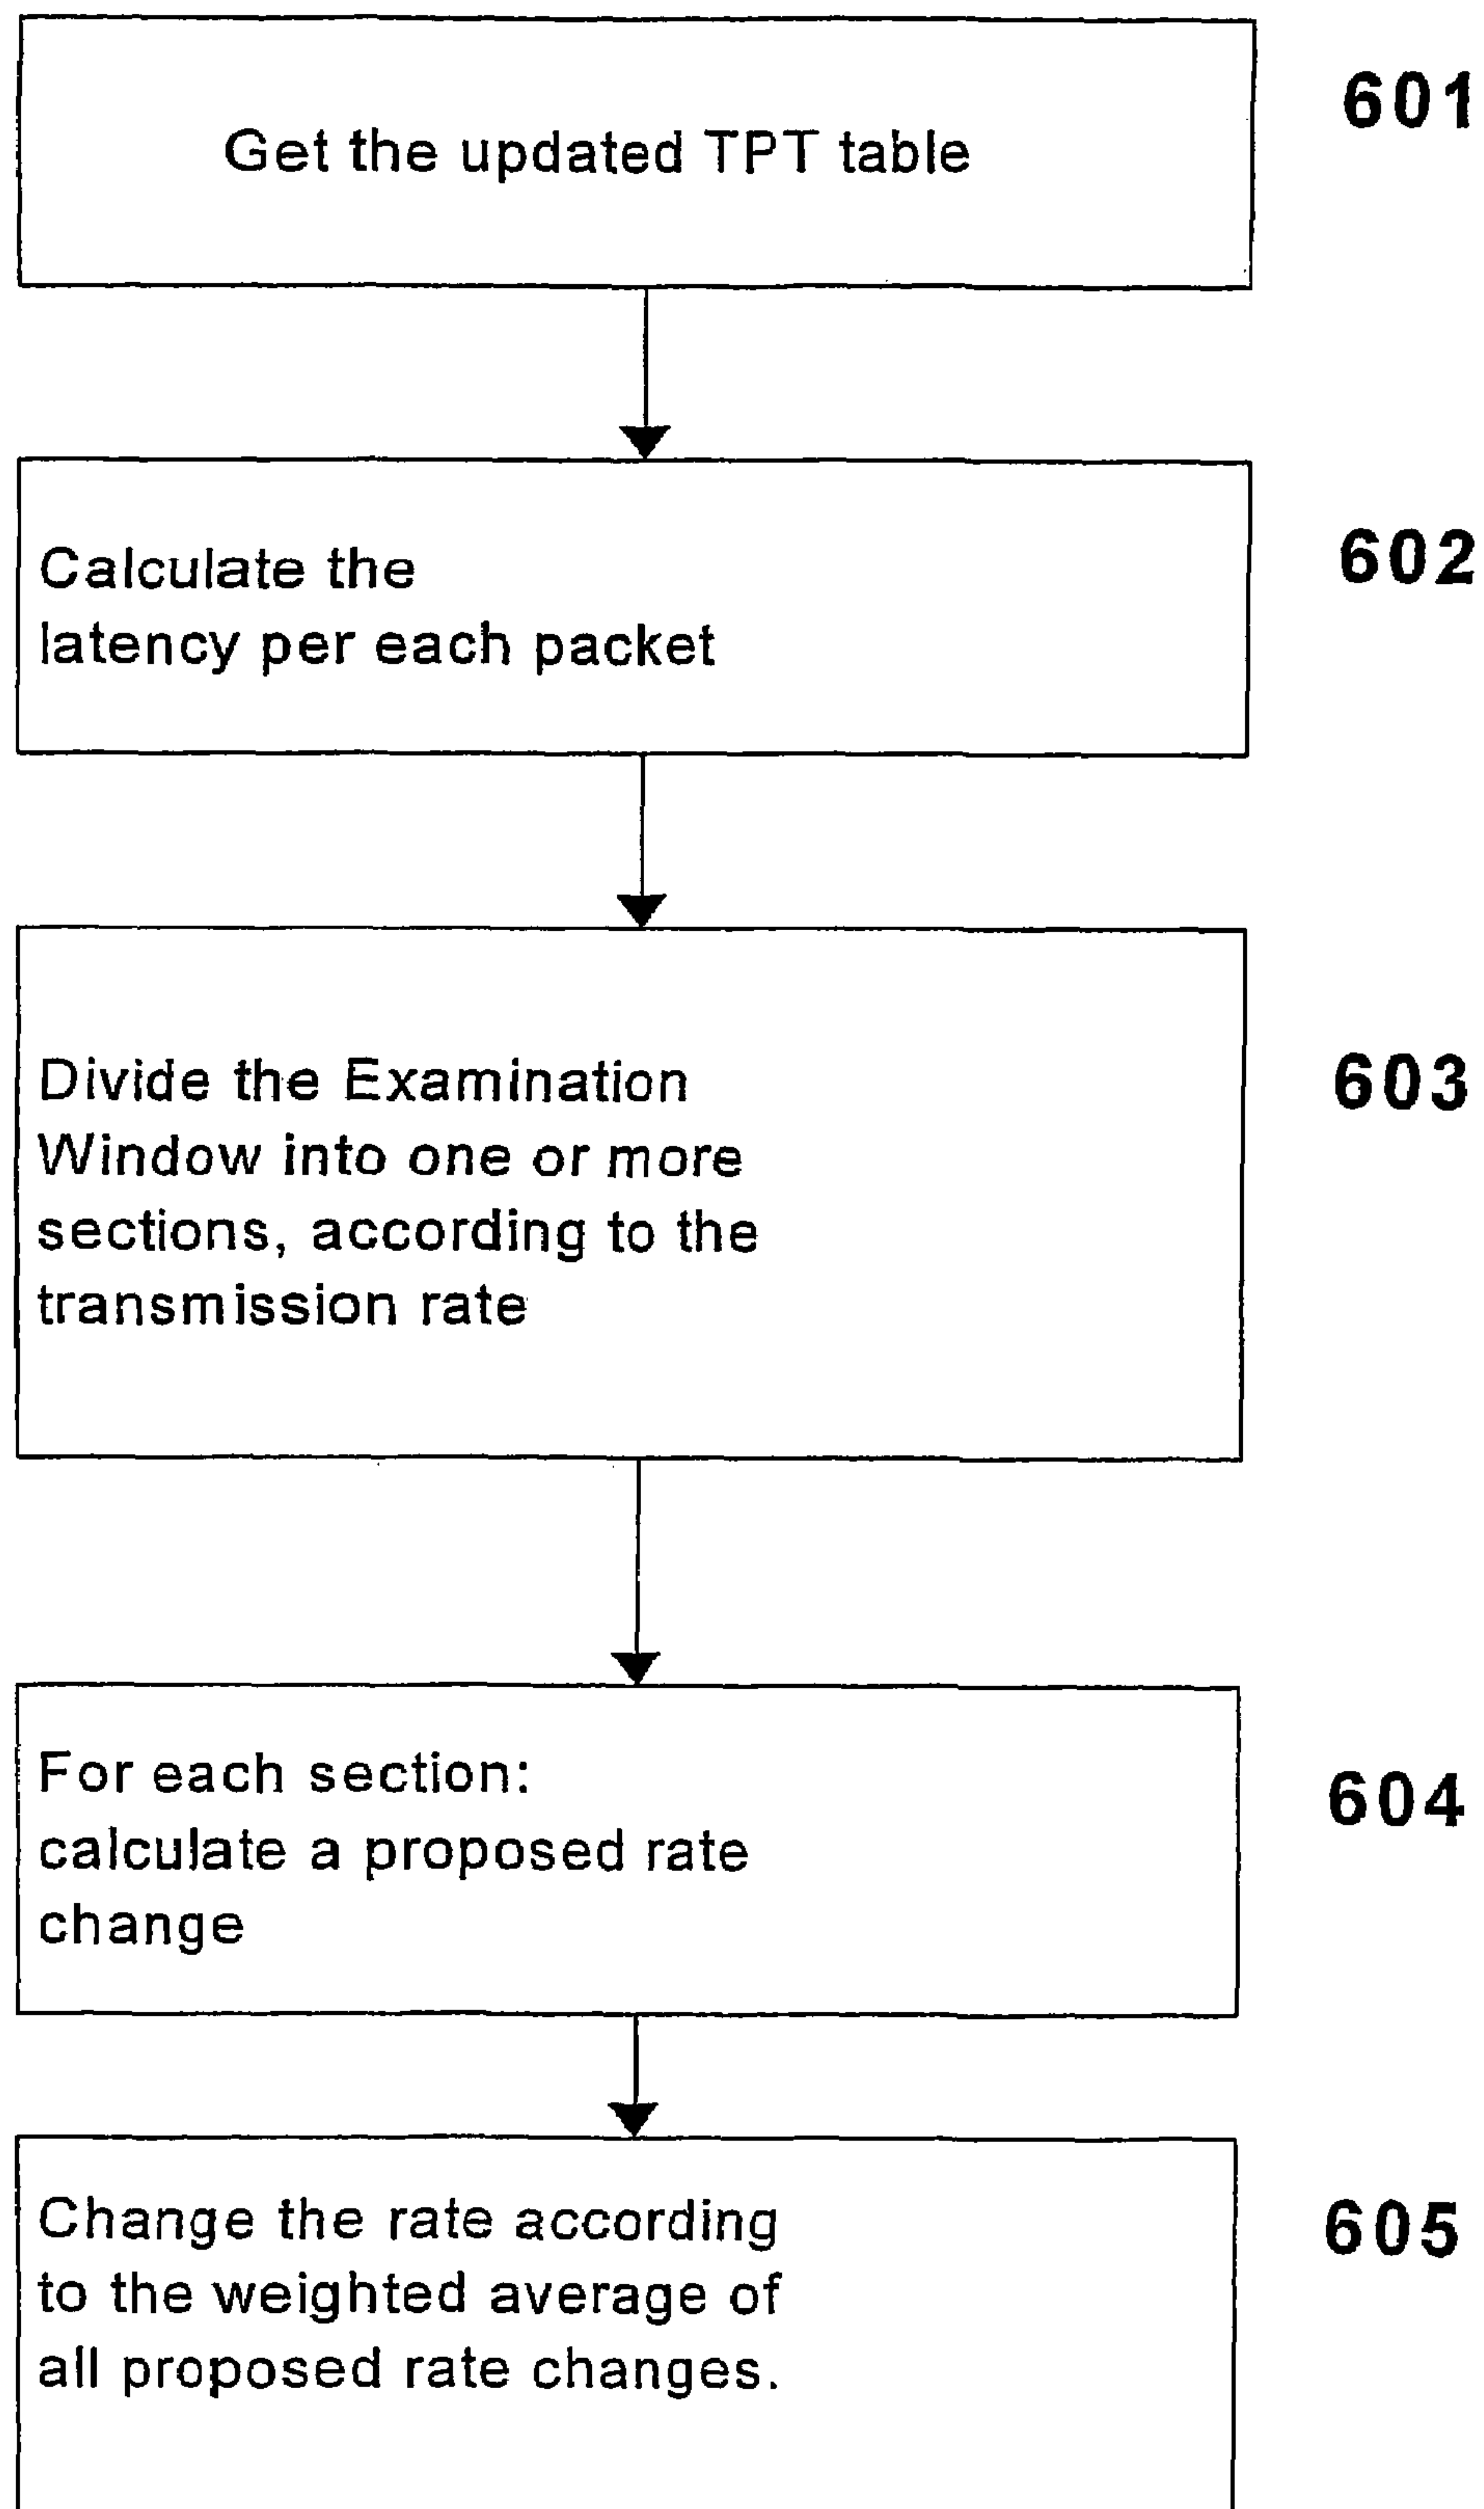 Get the updated TPT table
601
Calculate the
latency per each packet
602
Divide the Examination
Window into one or more
sections, according to the
transmission rate
603
For each section:
calculate a proposed rate
change
604
Change the rate according
to the weighted average of
all proposed rate changes.
605